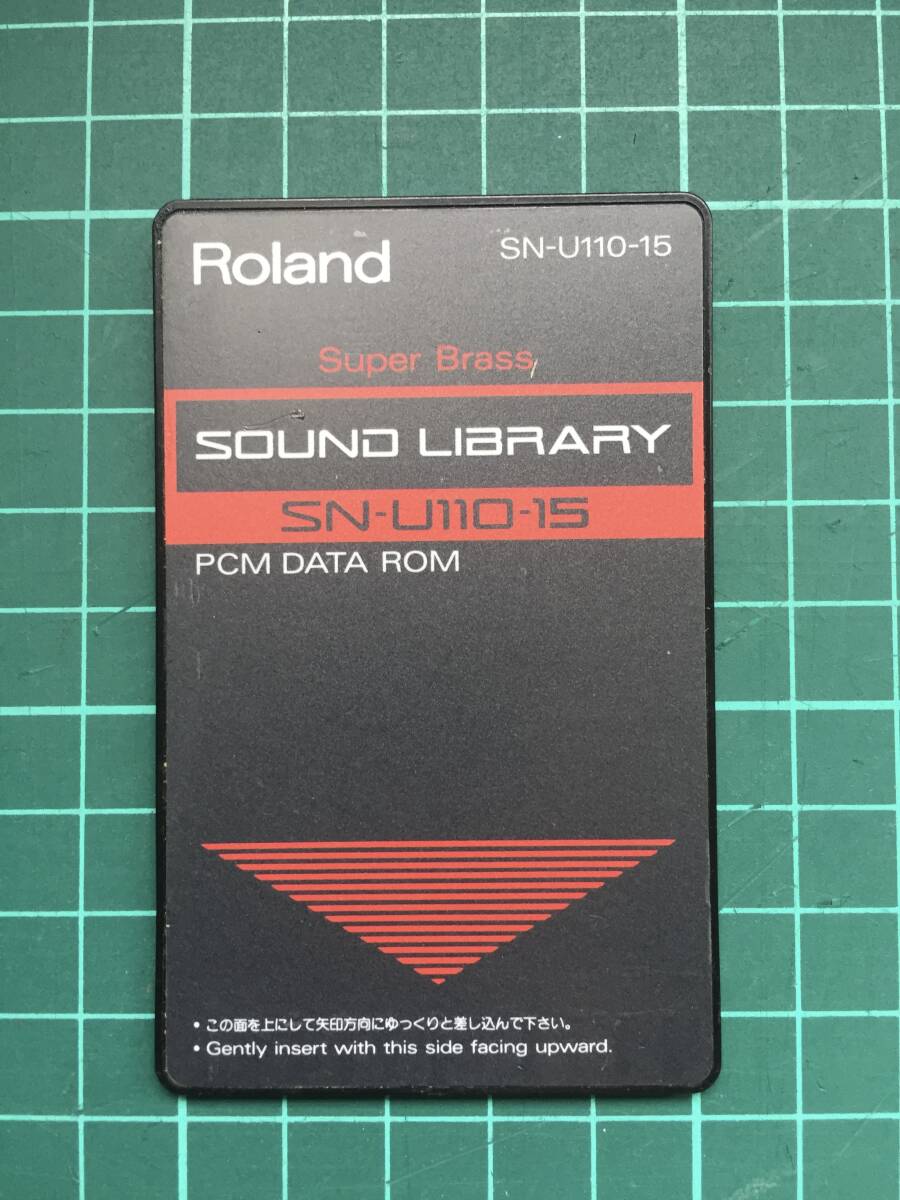 Roland
SN-U110-15
Super Brass
SOUND LIBRARY
SN-U110-15
PCM DATA ROM
• この面を上にして矢印方向にゆっくりと差し込んで下さい。
• Gently insert with this side facing upward.